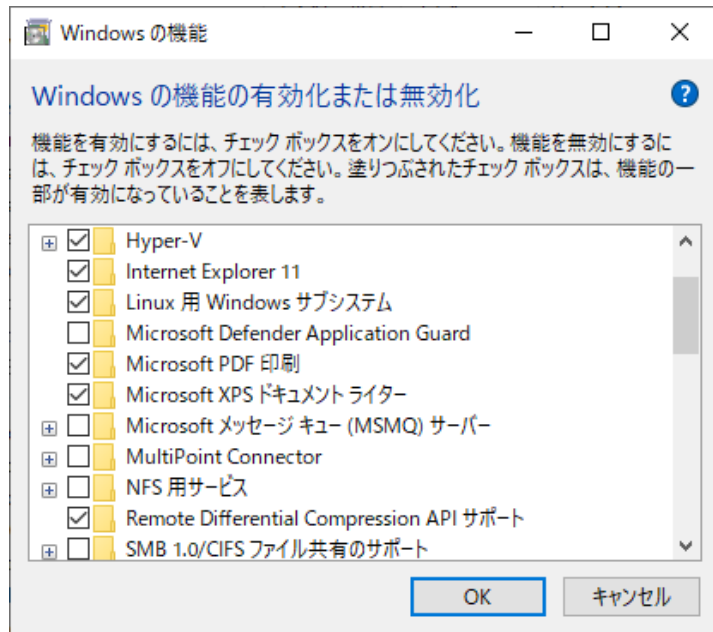 Windows の機能
Windows の機能の有効化または無効化
機能を有効にするには、チェック ボックスをオンにしてください。機能を無効にするに
は、チェック ボックスをオフにしてください。塗りつぶされたチェック ボックスは、機能の一
部が有効になっていることを表します。
Hyper-V
Internet Explorer 11
Linux 用 Windows サブシステム
Microsoft Defender Application Guard
Microsoft PDF 印刷
Microsoft XPS ドキュメント ライター
Microsoft メッセージ キュー (MSMQ) サーバー
MultiPoint Connector
NFS 用サービス
Remote Differential Compression API サポート
SMB 1.0/CIFS ファイル共有のサポート
OK キャンセル